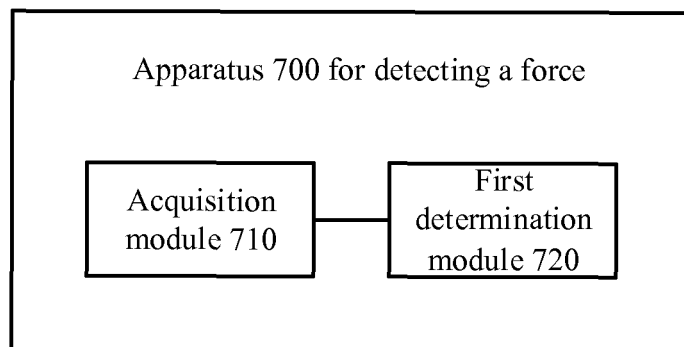 Apparatus 700 for detecting a force
Acquisition
module 710
First
determination
module 720